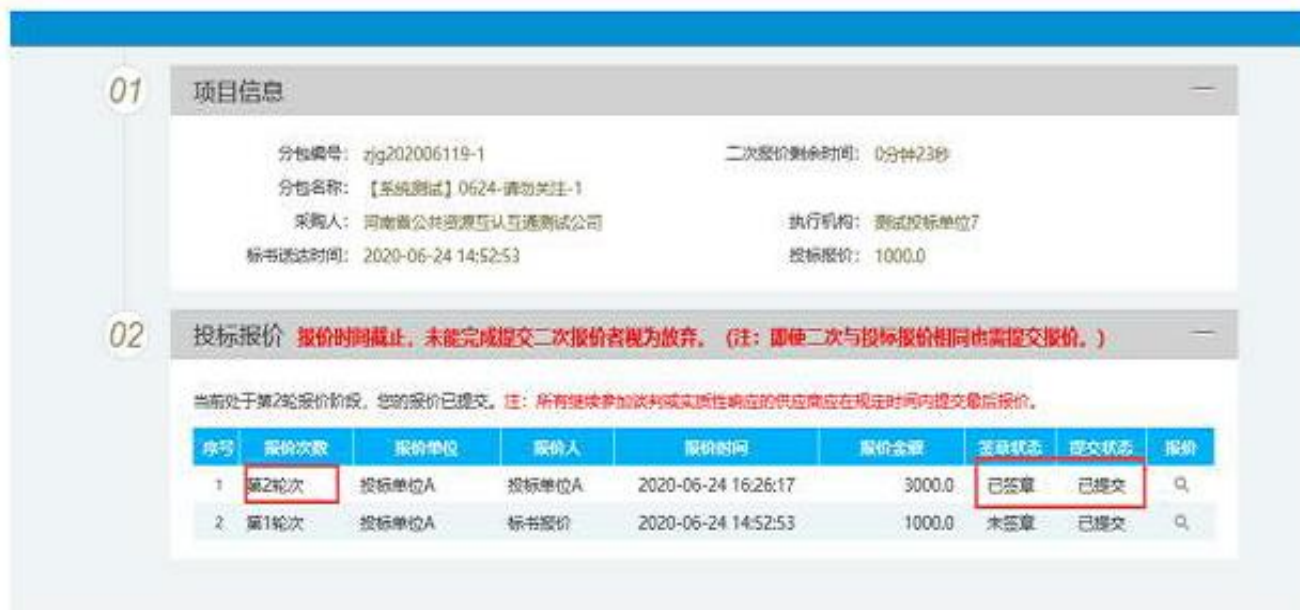 01
项目信息
分包编号： zjg202006119-1
二次报价剩余时间： 0分钟23秒
分包名称： 【系统测试】0624-请勿关注-1
采购人： 河南省公共资源互认互通测试公司
执行机构： 测试投标单位7
标书送达时间： 2020-06-24 14:52:53
投标报价： 1000.0
02
投标报价 报价时间截止，未能完成提交二次报价者视为放弃。（注：即使二次与投标报价相同也需提交报价。）
当前处于第2轮报价阶段，您的报价已提交。注：所有继续参加谈判或实质性响应的供应商应在规定时间内提交最后报价。
序号 报价次数 报价单位 报价人 报价时间 报价金额 签章状态 提交状态 报价
1 第2轮次 投标单位A 投标单位A 2020-06-24 16:26:17 3000.0 已签章 已提交
2 第1轮次 投标单位A 标书报价 2020-06-24 14:52:53 1000.0 未签章 已提交